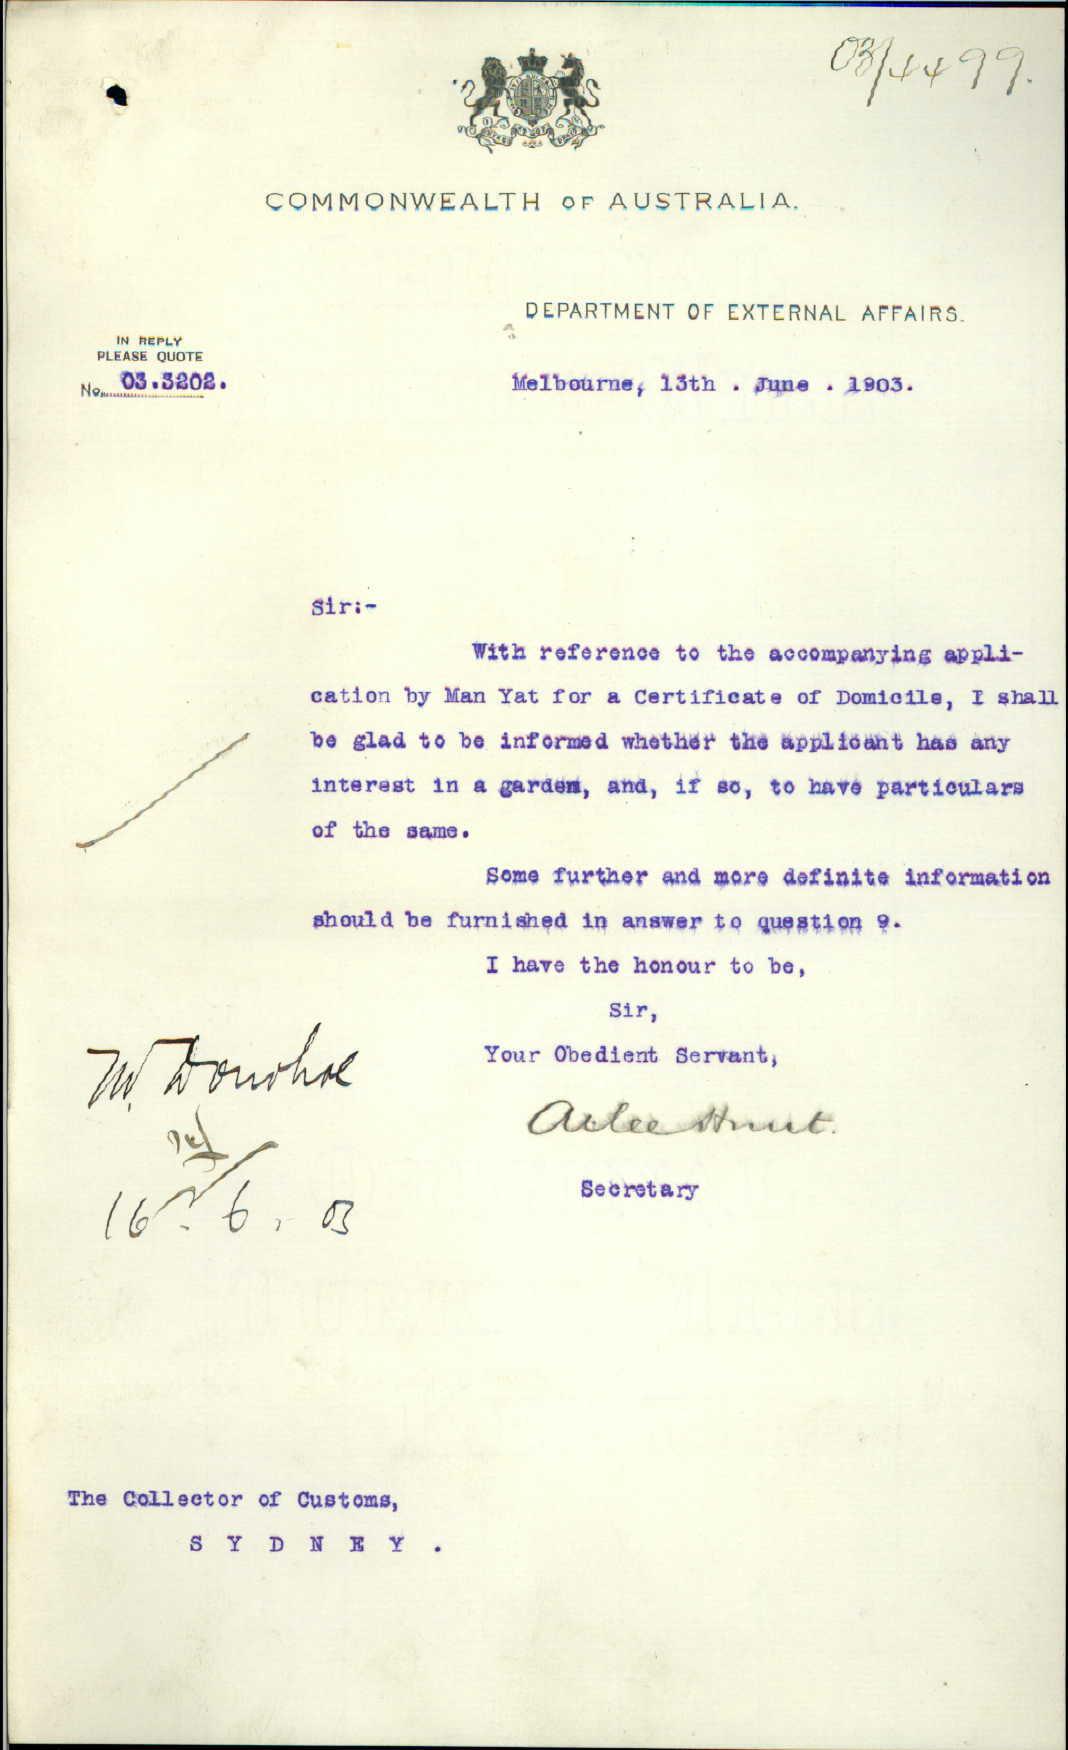 03/4499.
COMMONWEALTH OF AUSTRALIA.
DEPARTMENT OF EXTERNAL AFFAIRS.
IN REPLY
PLEASE QUOTE
No. 03.3202.
Melbourne, 13th . June . 1903.
Sir:-
With reference to the accompanying appli-
cation by Man Yat for a Certificate of Domicile, I shall
be glad to be informed whether the applicant has any
interest in a garden, and, if so, to have particulars
of the same.
Some further and more definite information
should be furnished in answer to question 9.
I have the honour to be,
Sir,
Your Obedient Servant,
Atlee Hunt.
Secretary
Mr. Donohoe
16.6.03
The Collector of Customs,
S Y D N E Y .